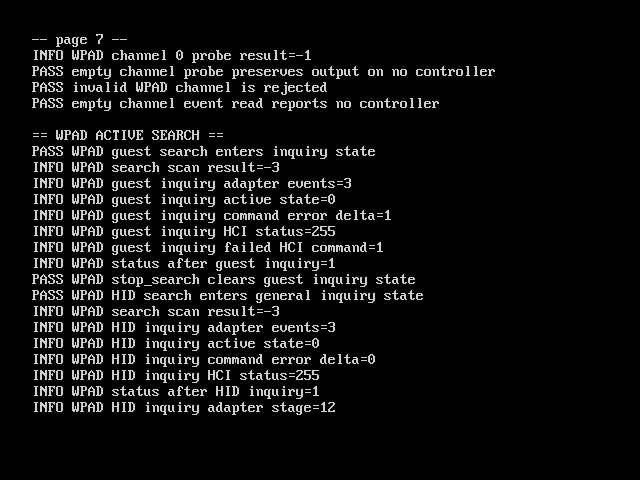 -- page 7 --
INFO WPAD channel 0 probe result=-1
PASS empty channel probe preserves output on no controller
PASS invalid WPAD channel is rejected
PASS empty channel event read reports no controller
== WPAD ACTIVE SEARCH ==
PASS WPAD guest search enters inquiry state
INFO WPAD search scan result=-3
INFO WPAD guest inquiry adapter events=3
INFO WPAD guest inquiry active state=0
INFO WPAD guest inquiry command error delta=1
INFO WPAD guest inquiry HCI status=255
INFO WPAD guest inquiry failed HCI command=1
INFO WPAD status after guest inquiry=1
PASS WPAD stop_search clears guest inquiry state
PASS WPAD HID search enters general inquiry state
INFO WPAD search scan result=-3
INFO WPAD HID inquiry adapter events=3
INFO WPAD HID inquiry active state=0
INFO WPAD HID inquiry command error delta=0
INFO WPAD HID inquiry HCI status=255
INFO WPAD status after HID inquiry=1
INFO WPAD HID inquiry adapter stage=12